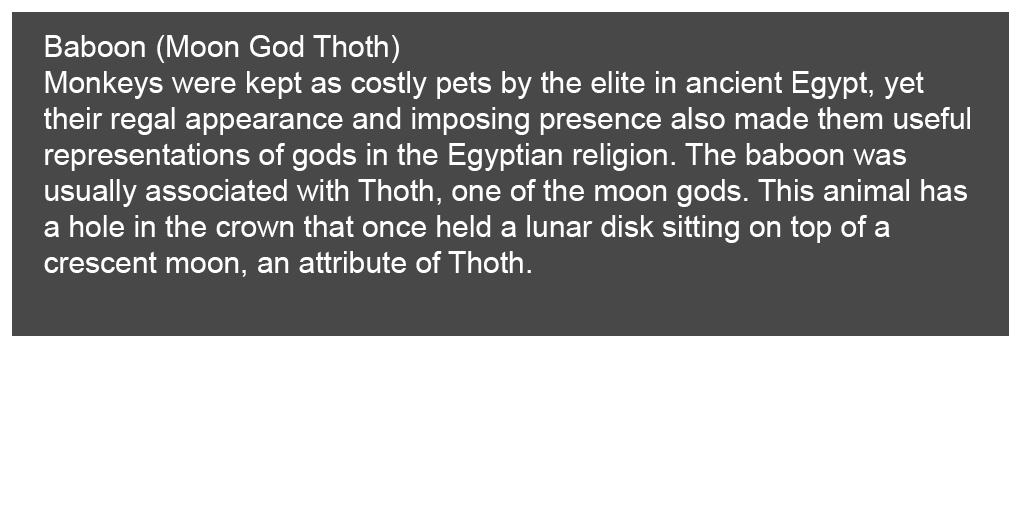 Baboon (Moon God Thoth)
Monkeys were kept as costly pets by the elite in ancient Egypt, yet
their regal appearance and imposing presence also made them useful
representations of gods in the Egyptian religion. The baboon was
usually associated with Thoth, one of the moon gods. This animal has
a hole in the crown that once held a lunar disk sitting on top of a
crescent moon, an attribute of Thoth.